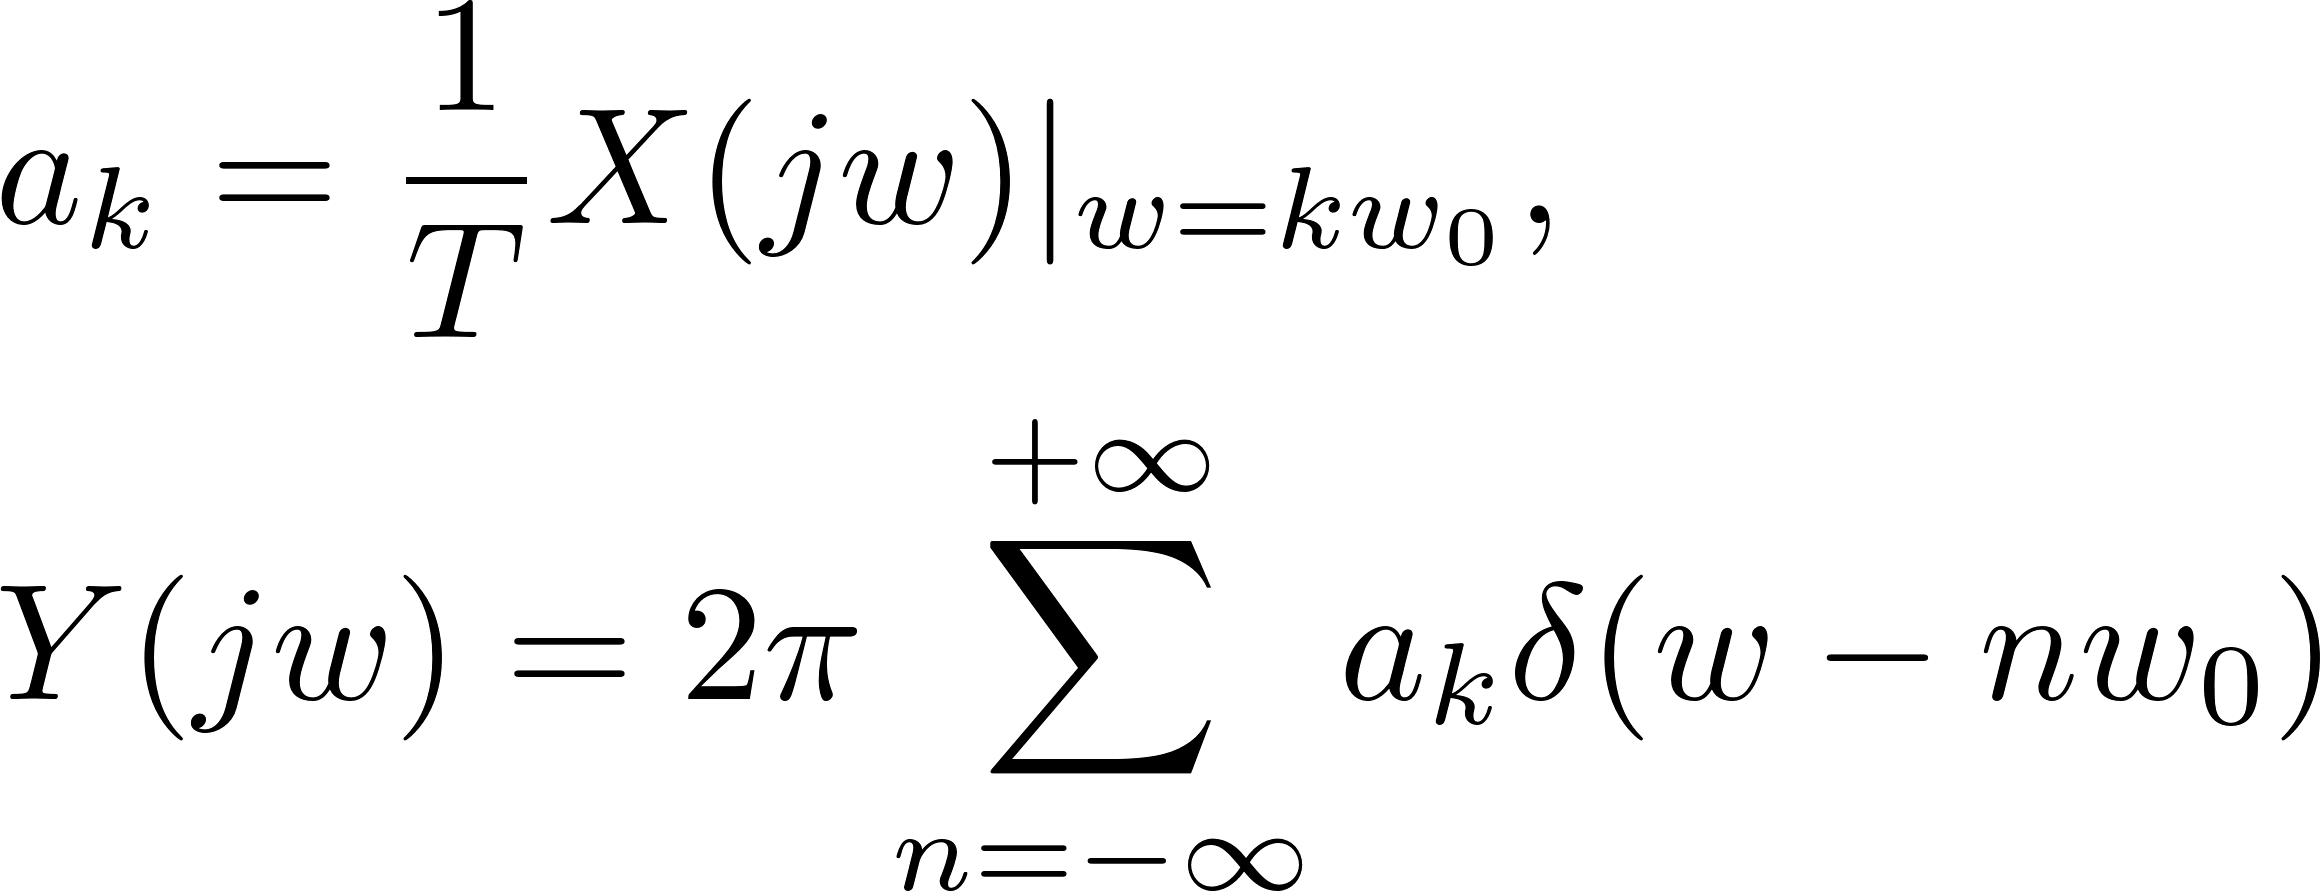 a_k = \frac{1}{T} X(jw)|_{w=kw_0},
Y(jw) = 2\pi \sum_{n=-\infty}^{+\infty} a_k \delta(w - nw_0)